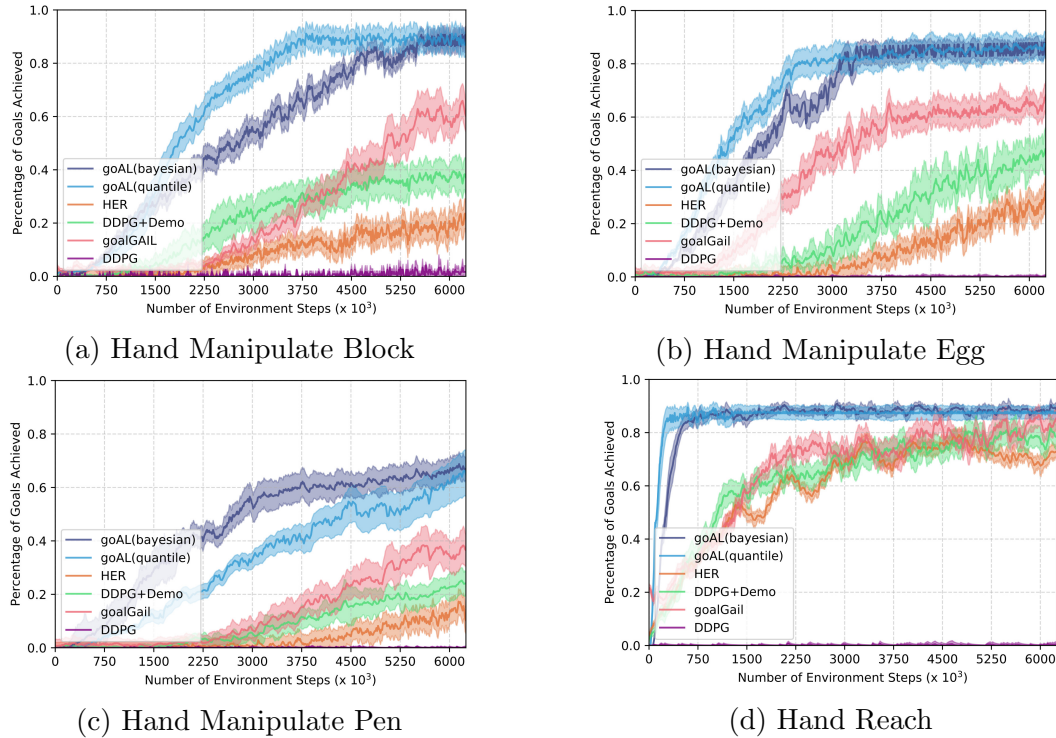 1.0
0.8
0.6
0.4
0.2
0.0
Percentage of Goals Achieved
goAL(bayesian)
goAL(quantile)
HER
DDPG+Demo
goalGAIL
DDPG
0 750 1500 2250 3000 3750 4500 5250 6000
Number of Environment Steps (x 10³)
(a) Hand Manipulate Block
1.0
0.8
0.6
0.4
0.2
0.0
Percentage of Goals Achieved
goAL(bayesian)
goAL(quantile)
HER
DDPG+Demo
goalGail
DDPG
0 750 1500 2250 3000 3750 4500 5250 6000
Number of Environment Steps (x 10³)
(b) Hand Manipulate Egg
1.0
0.8
0.6
0.4
0.2
0.0
Percentage of Goals Achieved
goAL(bayesian)
goAL(quantile)
HER
DDPG+Demo
goalGail
DDPG
0 750 1500 2250 3000 3750 4500 5250 6000
Number of Environment Steps (x 10³)
(c) Hand Manipulate Pen
1.0
0.8
0.6
0.4
0.2
0.0
Percentage of Goals Achieved
goAL(bayesian)
goAL(quantile)
HER
DDPG+Demo
goalGail
DDPG
0 750 1500 2250 3000 3750 4500 5250 6000
Number of Environment Steps (x 10³)
(d) Hand Reach